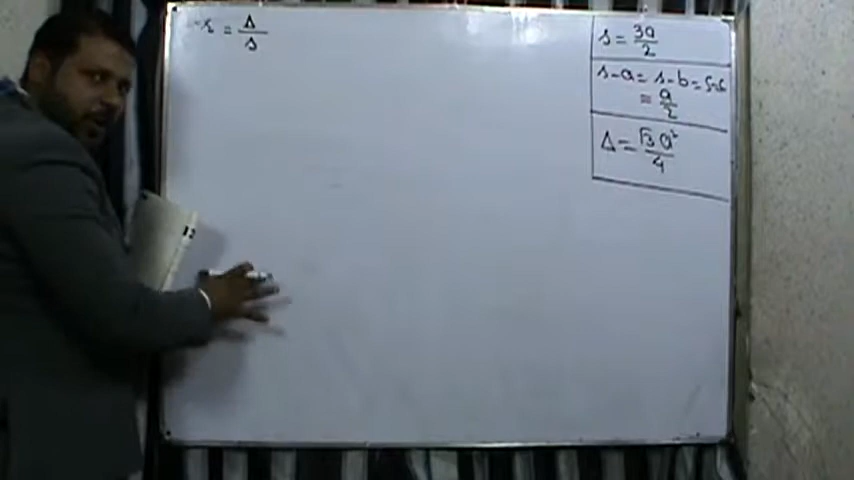 r = Δ/s
s = 3a/2
s-a = s-b = s-c
= a/2
Δ = √3 a²/4